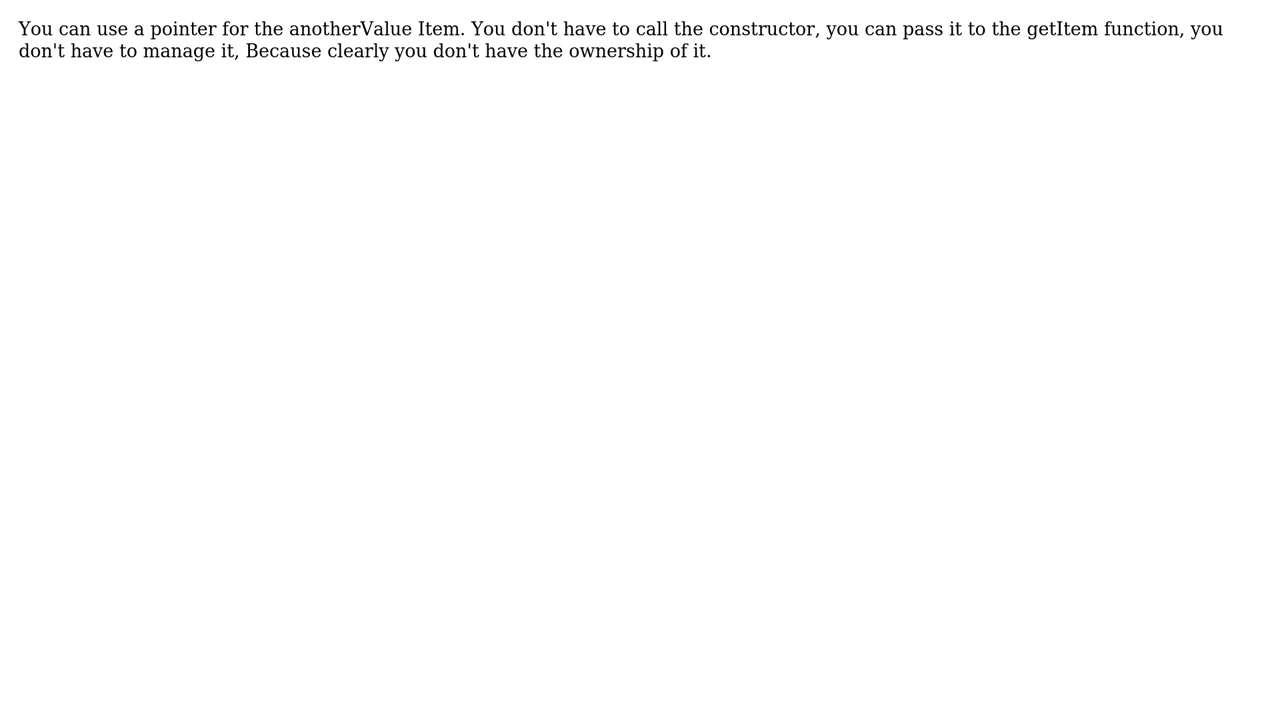 You can use a pointer for the anotherValue Item. You don't have to call the constructor, you can pass it to the getItem function, you
don't have to manage it, Because clearly you don't have the ownership of it.